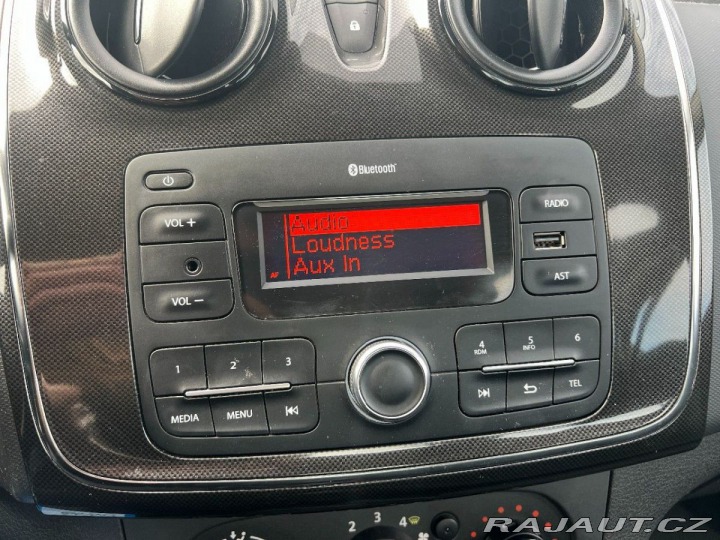 Bluetooth
VOL +
RADIO
Audio
Loudness
Aux In
AF
VOL −
AST
1 2 3
4 RDM 5 INFO 6
MEDIA MENU
TEL
2 3 4
RAJAUT.CZ